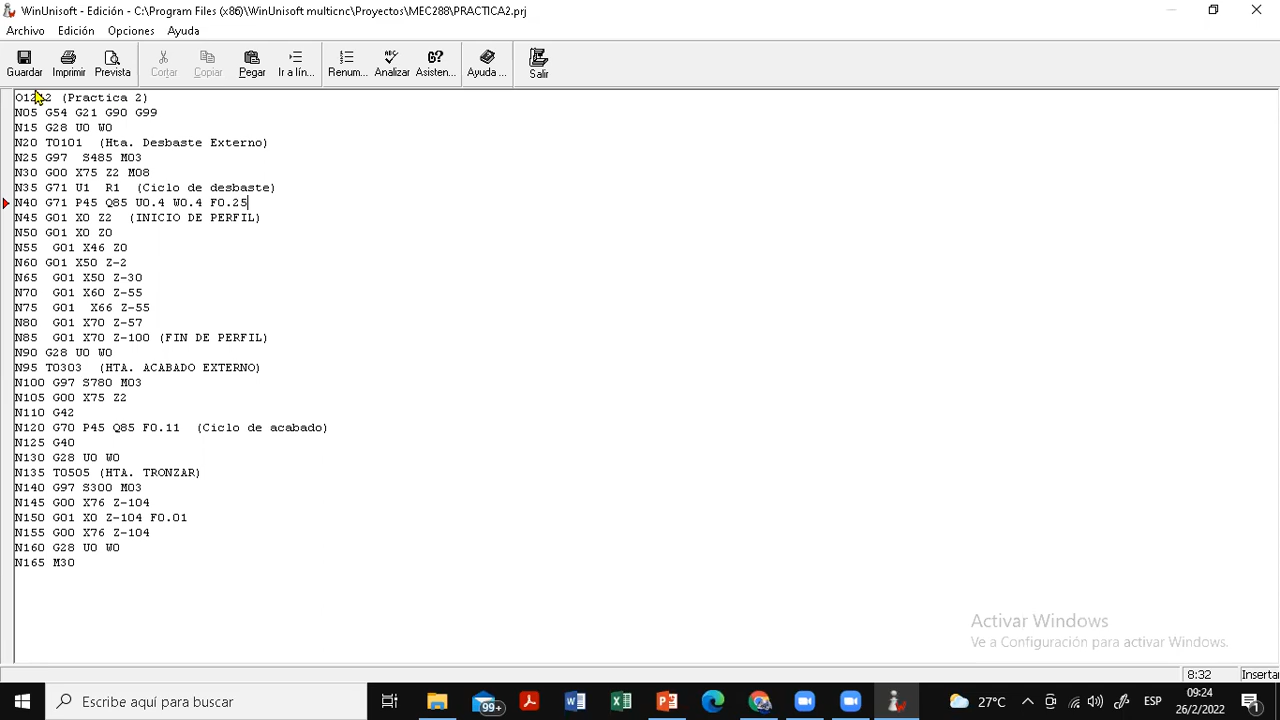 WinUnisoft - Edición - C:\Program Files (x86)\WinUnisoft multicnc\Proyectos\MEC288\PRACTICA2.prj
Archivo Edición Opciones Ayuda
Guardar Imprimir Prevista Cortar Copiar Pegar Ir a lín... Renum... Analizar Asisten... Ayuda ... Salir
(Practica 2)
N05 G54 G21 G90 G99
N15 G28 U0 W0
N20 T0101 (Hta. Desbaste Externo)
N25 G97 S485 M03
N30 G00 X75 Z2 M08
N35 G71 U1 R1 (Ciclo de desbaste)
N40 G71 P45 Q85 U0.4 W0.4 F0.25
N45 G01 X0 Z2 (INICIO DE PERFIL)
N50 G01 X0 Z0
N55 G01 X46 Z0
N60 G01 X50 Z-2
N65 G01 X50 Z-30
N70 G01 X60 Z-55
N75 G01 X66 Z-55
N80 G01 X70 Z-57
N85 G01 X70 Z-100 (FIN DE PERFIL)
N90 G28 U0 W0
N95 T0303 (HTA. ACABADO EXTERNO)
N100 G97 S780 M03
N105 G00 X75 Z2
N110 G42
N120 G70 P45 Q85 F0.11 (Ciclo de acabado)
N125 G40
N130 G28 U0 W0
N135 T0505 (HTA. TRONZAR)
N140 G97 S300 M03
N145 G00 X76 Z-104
N150 G01 X0 Z-104 F0.01
N155 G00 X76 Z-104
N160 G28 U0 W0
N165 M30
Activar Windows
Ve a Configuración para activar Windows.
8:32 Inserta
Escribe aquí para buscar 99+ 27°C ESP 09:24
26/2/2022 1